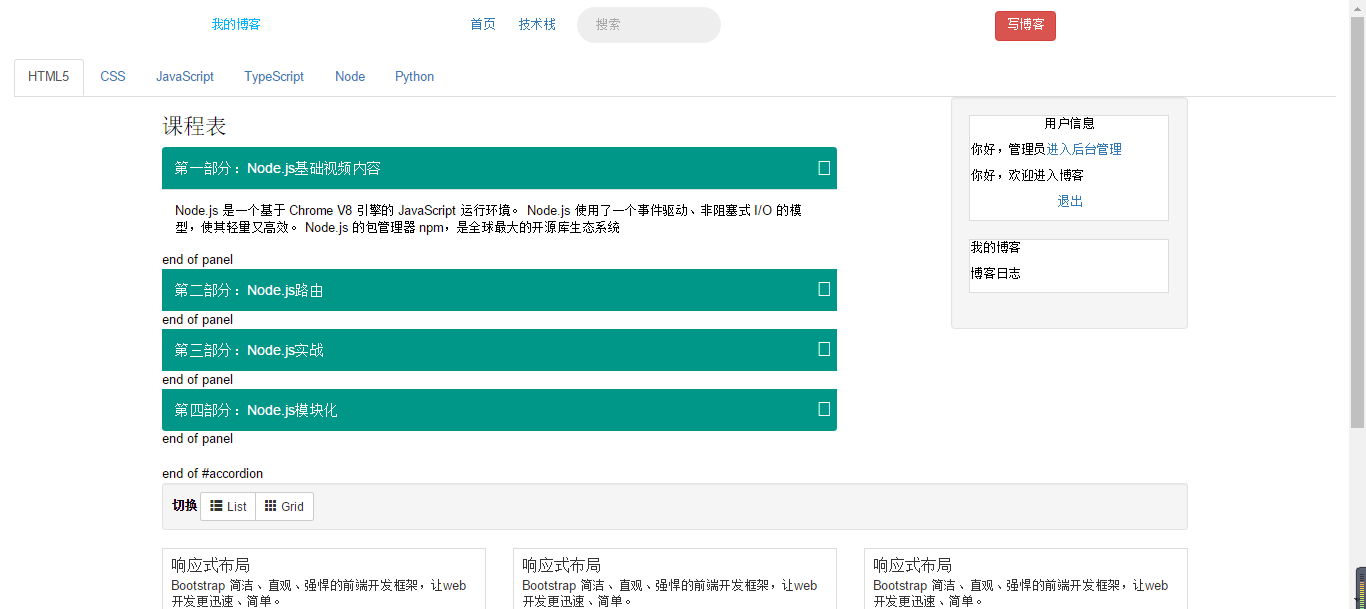 我的博客 首页 技术栈 搜索 写博客
HTML5 CSS JavaScript TypeScript Node Python
课程表
第一部分：Node.js基础视频内容
Node.js 是一个基于 Chrome V8 引擎的 JavaScript 运行环境。 Node.js 使用了一个事件驱动、非阻塞式 I/O 的模
型，使其轻量又高效。 Node.js 的包管理器 npm，是全球最大的开源库生态系统
end of panel
第二部分：Node.js路由
end of panel
第三部分：Node.js实战
end of panel
第四部分：Node.js模块化
end of panel
end of #accordion
用户信息
你好，管理员进入后台管理
你好，欢迎进入博客
退出
我的博客
博客日志
切换 List Grid
响应式布局
Bootstrap 简洁、直观、强悍的前端开发框架，让web
开发更迅速、简单。
响应式布局
Bootstrap 简洁、直观、强悍的前端开发框架，让web
开发更迅速、简单。
响应式布局
Bootstrap 简洁、直观、强悍的前端开发框架，让web
开发更迅速、简单。